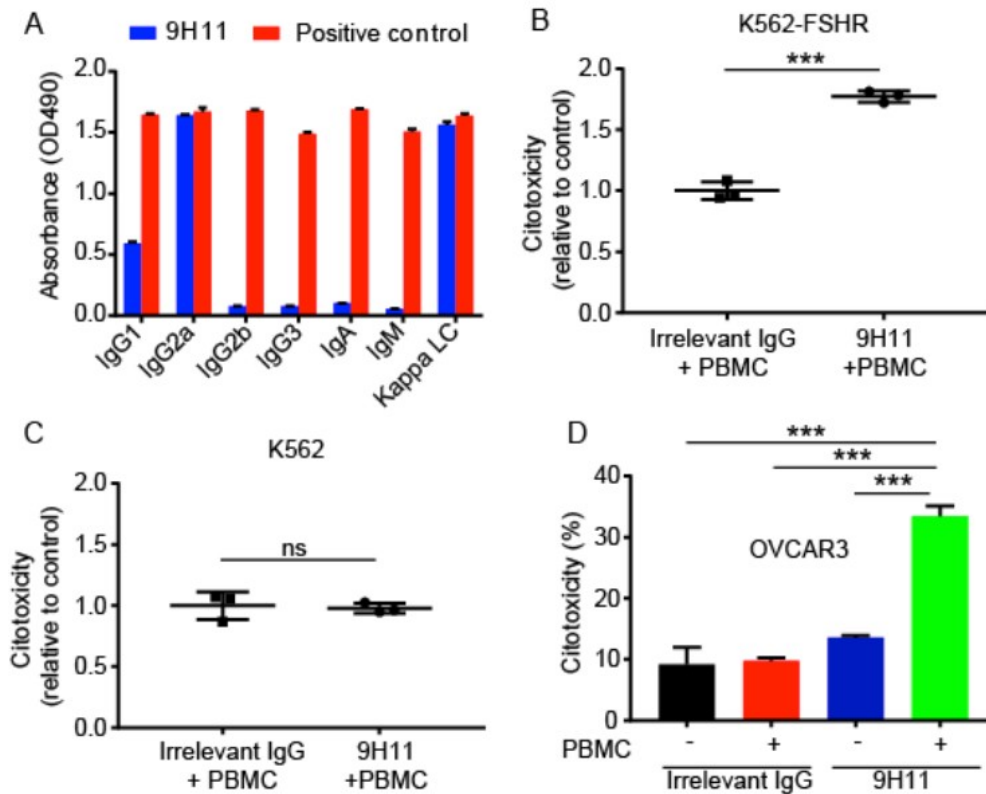 A
9H11 Positive control
Absorbance (OD490)
2.0
1.5
1.0
0.5
0.0
IgG1 IgG2a IgG2b IgG3 IgA IgM Kappa LC
B
K562-FSHR
***
Citotoxicity
(relative to control)
2.0
1.5
1.0
0.5
0.0
Irrelevant IgG 9H11
+ PBMC +PBMC
C
K562
ns
Citotoxicity
(relative to control)
2.0
1.5
1.0
0.5
0.0
Irrelevant IgG 9H11
+ PBMC +PBMC
D
***
***
***
OVCAR3
Citotoxicity (%)
40
30
20
10
0
PBMC - + - +
Irrelevant IgG 9H11